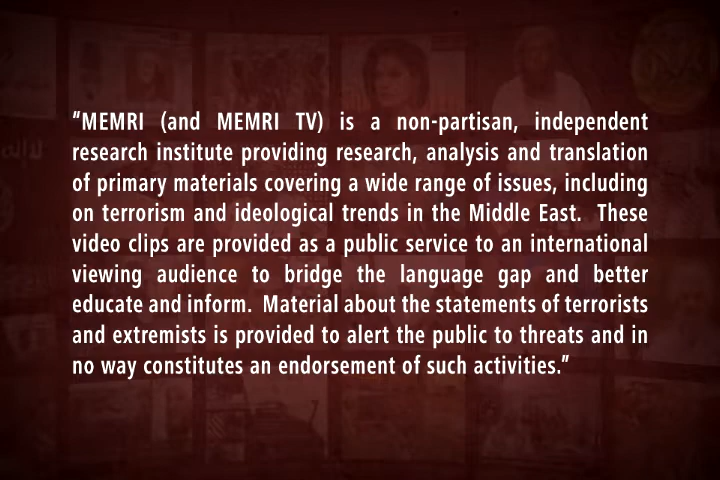 "MEMRI (and MEMRI TV) is a non-partisan, independent
research institute providing research, analysis and translation
of primary materials covering a wide range of issues, including
on terrorism and ideological trends in the Middle East. These
video clips are provided as a public service to an international
viewing audience to bridge the language gap and better
educate and inform. Material about the statements of terrorists
and extremists is provided to alert the public to threats and in
no way constitutes an endorsement of such activities."